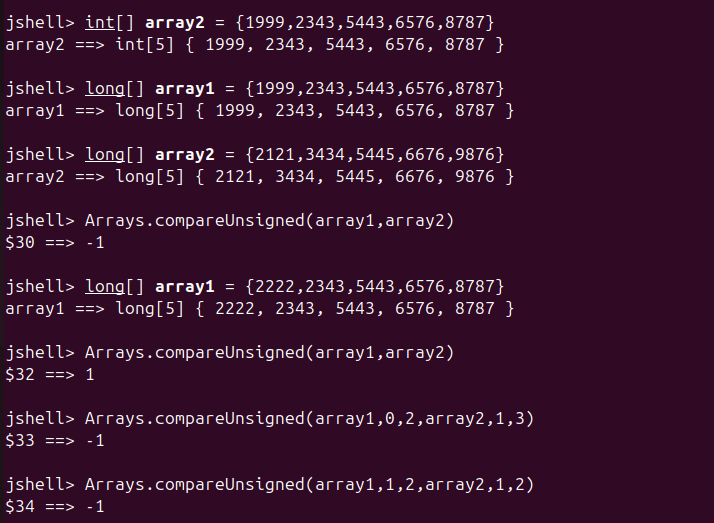 jshell> int[] array2 = {1999,2343,5443,6576,8787}
array2 ==> int[5] { 1999, 2343, 5443, 6576, 8787 }
jshell> long[] array1 = {1999,2343,5443,6576,8787}
array1 ==> long[5] { 1999, 2343, 5443, 6576, 8787 }
jshell> long[] array2 = {2121,3434,5445,6676,9876}
array2 ==> long[5] { 2121, 3434, 5445, 6676, 9876 }
jshell> Arrays.compareUnsigned(array1,array2)
$30 ==> -1
jshell> long[] array1 = {2222,2343,5443,6576,8787}
array1 ==> long[5] { 2222, 2343, 5443, 6576, 8787 }
jshell> Arrays.compareUnsigned(array1,array2)
$32 ==> 1
jshell> Arrays.compareUnsigned(array1,0,2,array2,1,3)
$33 ==> -1
jshell> Arrays.compareUnsigned(array1,1,2,array2,1,2)
$34 ==> -1